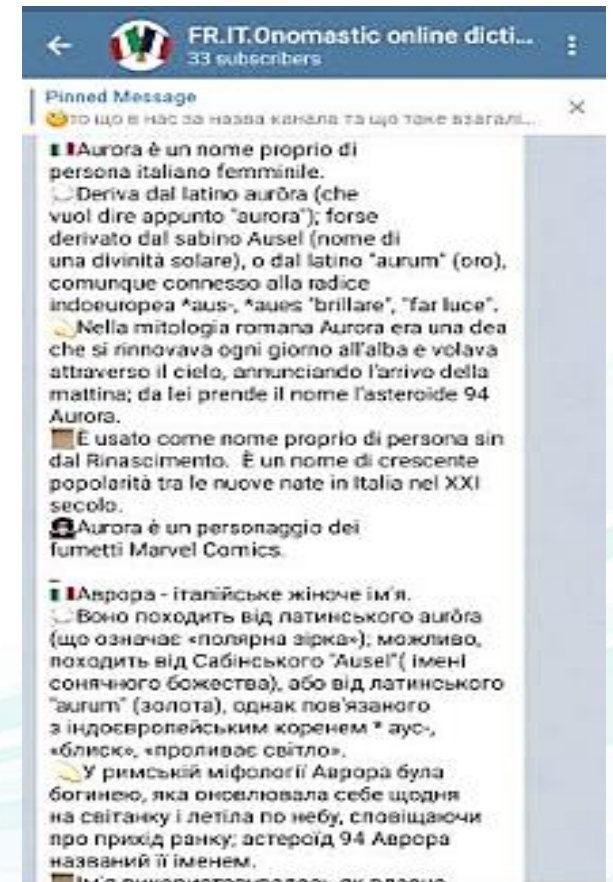 FR.IT.Onomastic online dicti...
33 subscribers
Pinned Message
то що в нас за назва канала та що таке взагалі...
Aurora è un nome proprio di
persona italiano femminile.
Deriva dal latino aurōra (che
vuol dire appunto "aurora"); forse
derivato dal sabino Ausel (nome di
una divinità solare), o dal latino "aurum" (oro),
comunque connesso alla radice
indoeuropea *aus-, *aues "brillare", "far luce".
Nella mitologia romana Aurora era una dea
che si rinnovava ogni giorno all'alba e volava
attraverso il cielo, annunciando l'arrivo della
mattina; da lei prende il nome l'asteroide 94
Aurora.
È usato come nome proprio di persona sin
dal Rinascimento. È un nome di crescente
popolarità tra le nuove nate in Italia nel XXI
secolo.
Aurora è un personaggio dei
fumetti Marvel Comics.
Аврора - італійське жіноче ім'я.
Воно походить від латинського aurōra
(що означає «полярна зірка»); можливо,
походить від Сабінського "Ausel"( імені
сонячного божества), або від латинського
"aurum" (золота), однак пов'язаного
з індоєвропейським коренем * аус-,
«блиск», «проливає світло».
У римській міфології Аврора була
богинею, яка оновлювала себе щодня
на світанку і летіла по небу, сповіщаючи
про прихід ранку; астероїд 94 Аврора
названий її іменем.
Ім'я використовувалось як власне